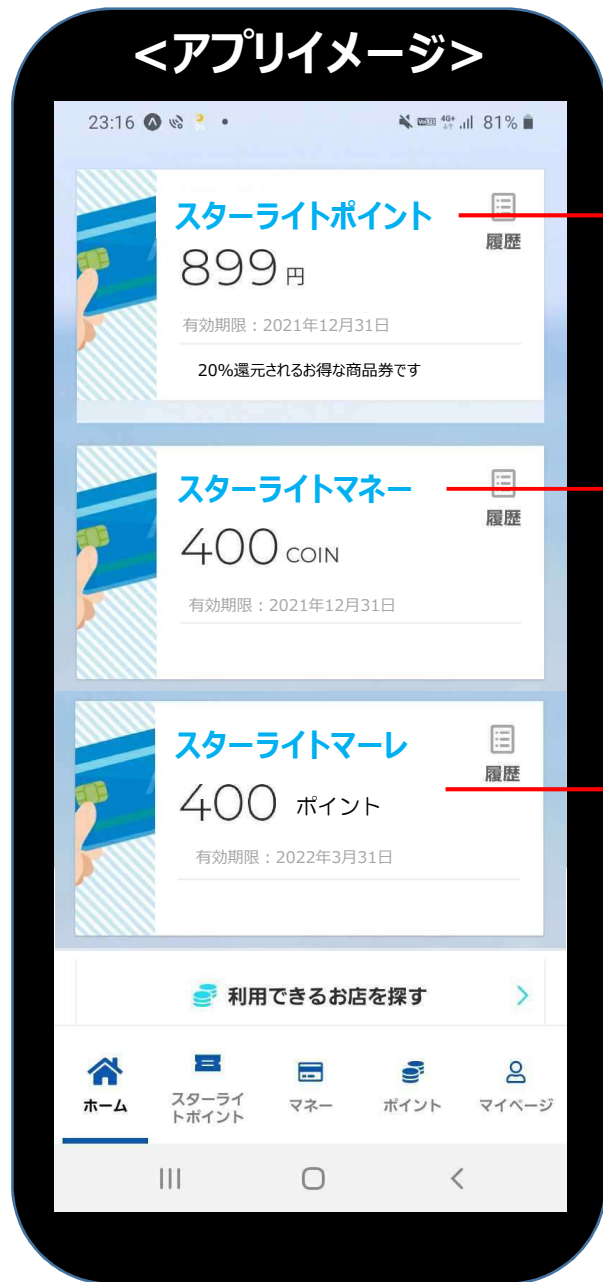 <アプリイメージ>
23:16 4G+ 81%
スターライトポイント
履歴
899 円
有効期限：2021年12月31日
20%還元されるお得な商品券です
スターライトマネー
履歴
400 COIN
有効期限：2021年12月31日
スターライトマーレ
履歴
400 ポイント
有効期限：2022年3月31日
利用できるお店を探す
ホーム
スターライ
トポイント
マネー
ポイント
マイページ